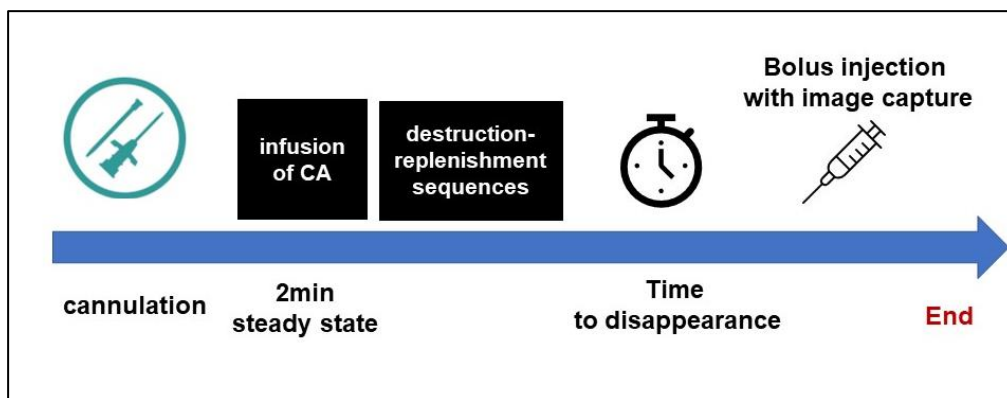 Bolus injection
with image capture
infusion
of CA
destruction-
replenishment
sequences
cannulation
2min
steady state
Time
to disappearance
End